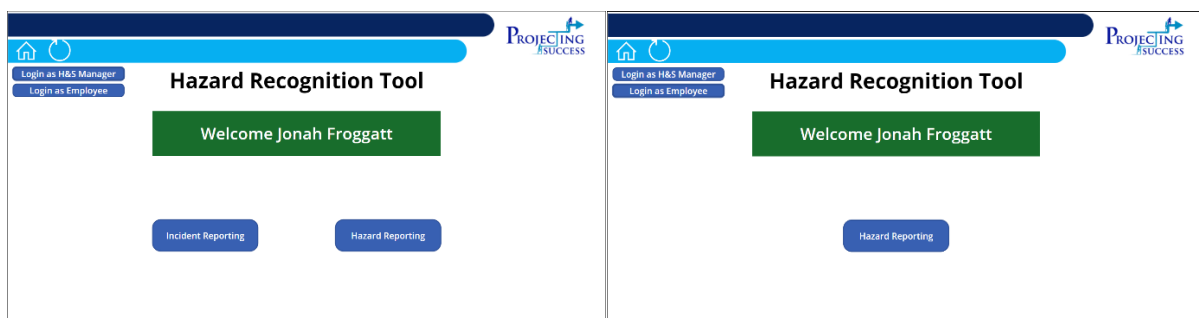 PROJECTING
SUCCESS
Login as H&S Manager
Login as Employee
Hazard Recognition Tool
Welcome Jonah Froggatt
Incident Reporting
Hazard Reporting
PROJECTING
SUCCESS
Login as H&S Manager
Login as Employee
Hazard Recognition Tool
Welcome Jonah Froggatt
Hazard Reporting